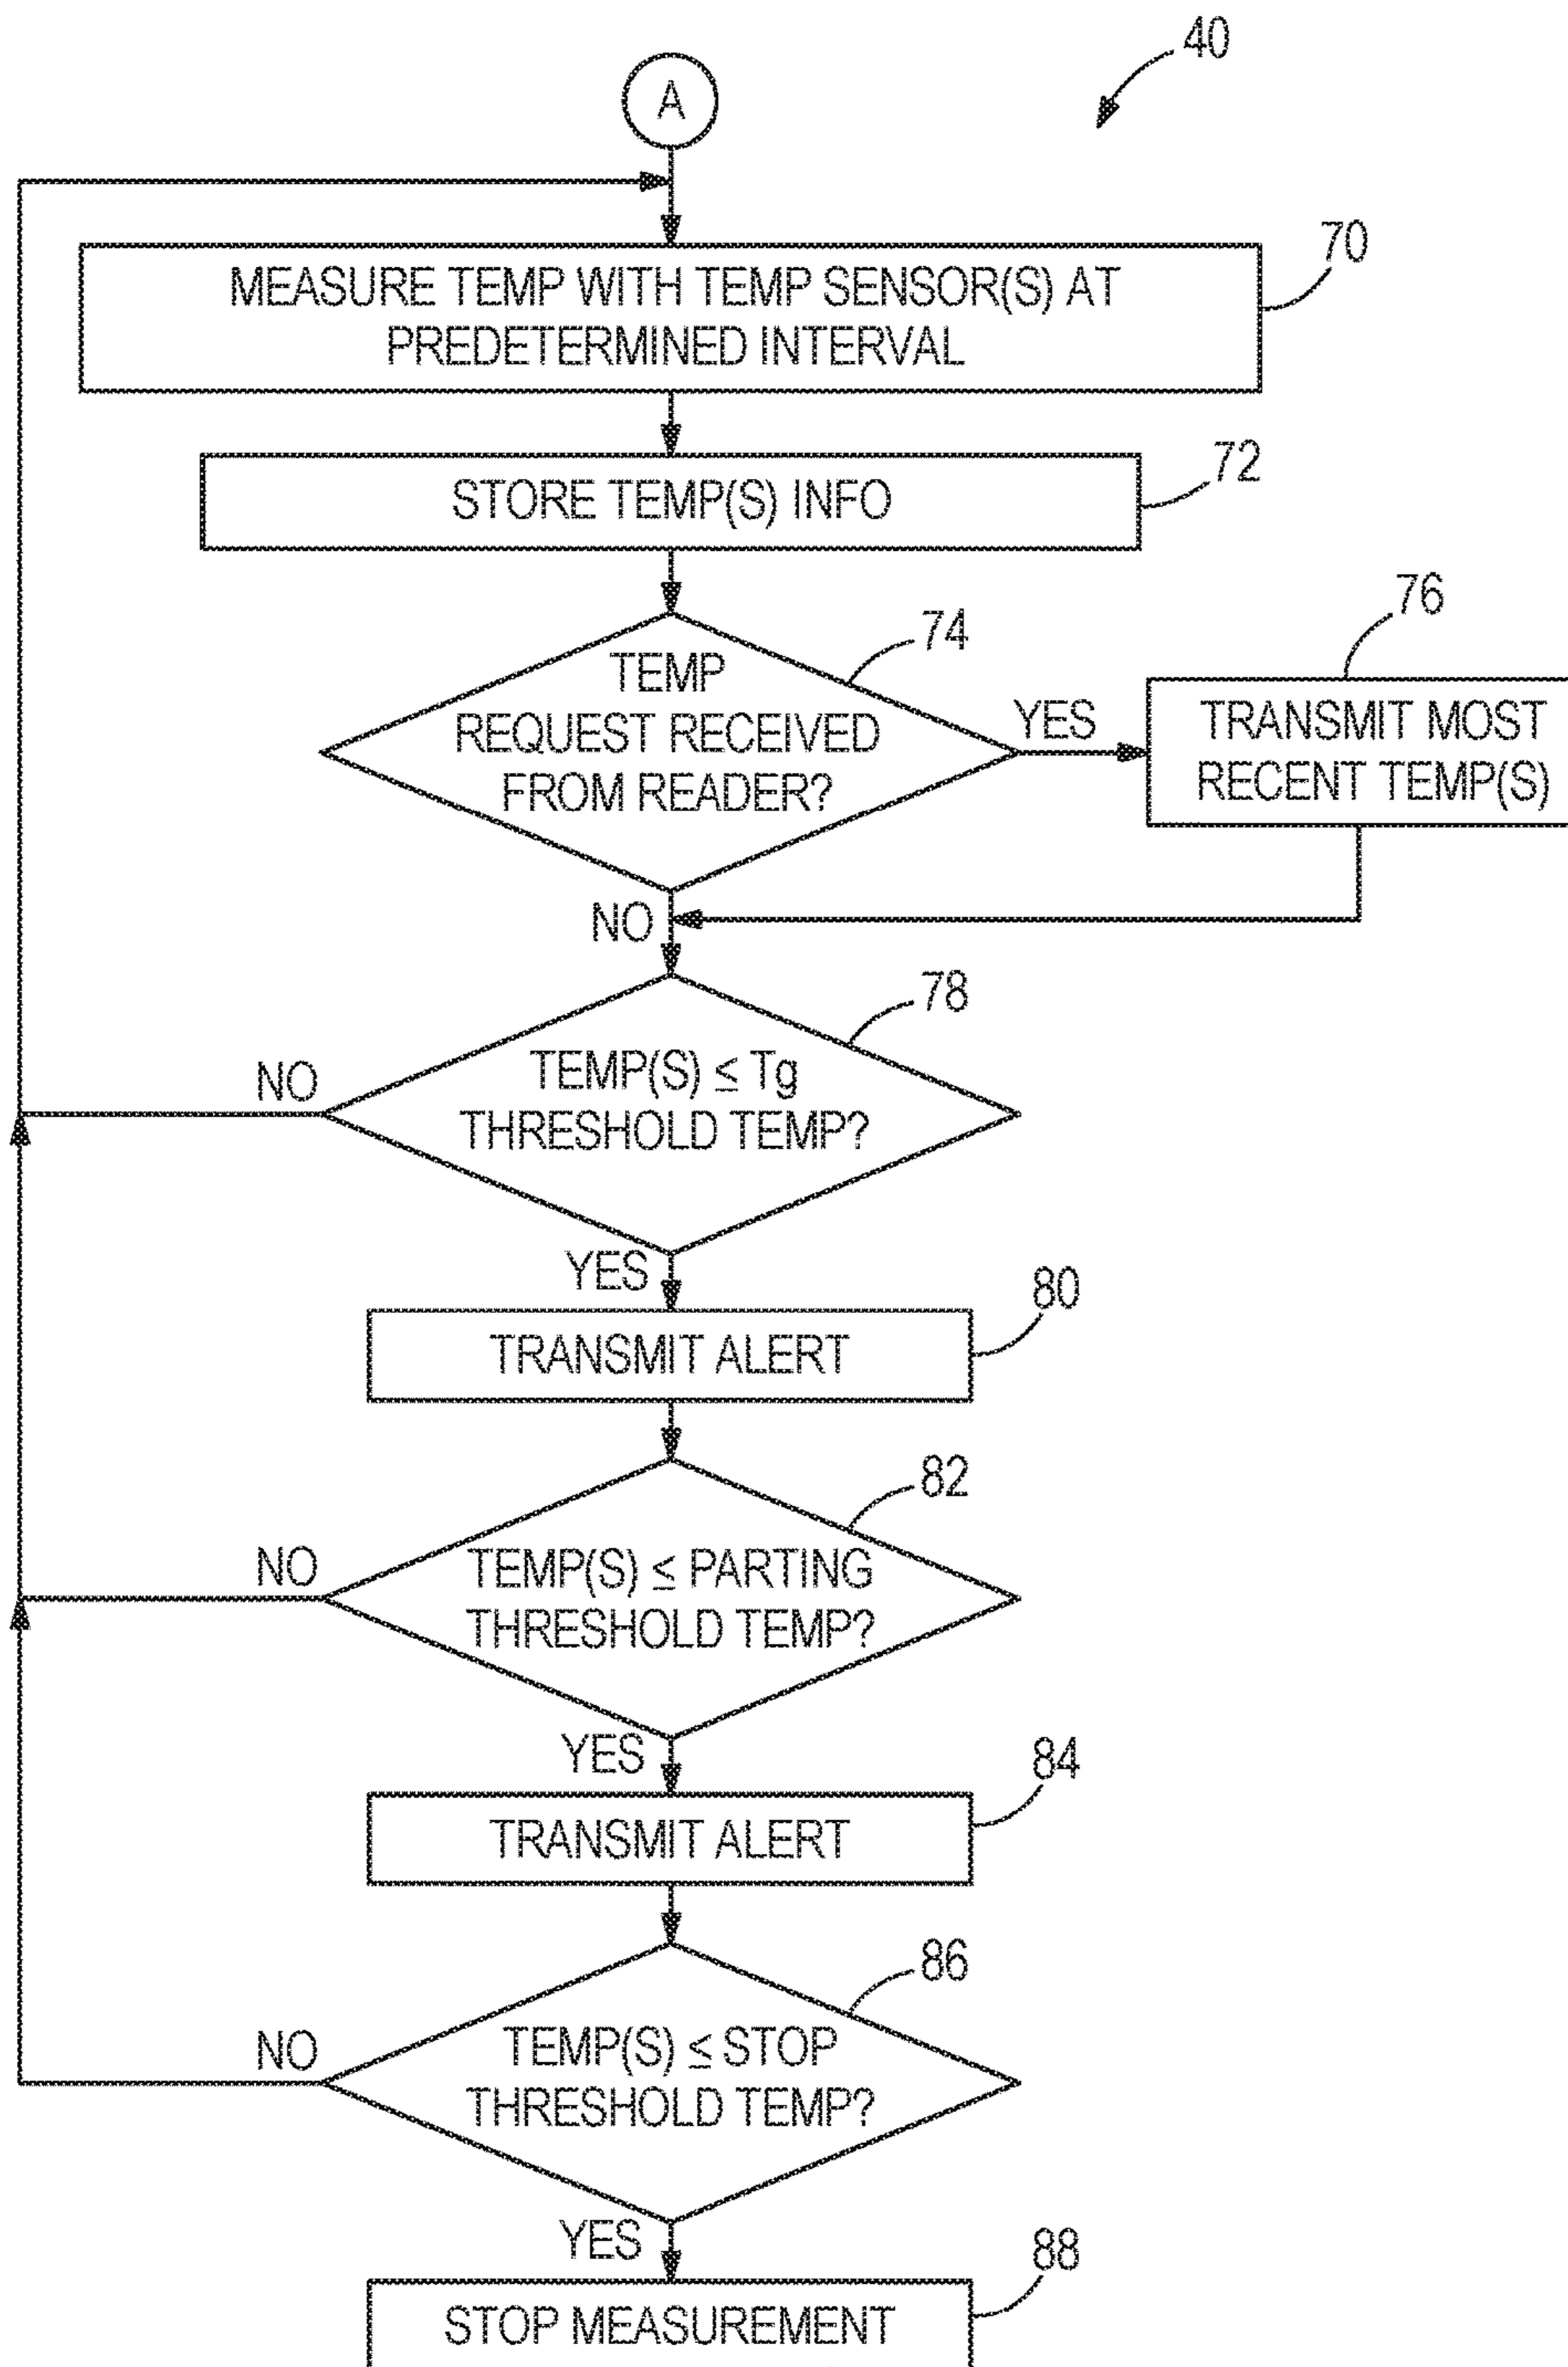 40
A
70
MEASURE TEMP WITH TEMP SENSOR(S) AT
PREDETERMINED INTERVAL
72
STORE TEMP(S) INFO
74
TEMP
REQUEST RECEIVED
FROM READER?
YES
76
TRANSMIT MOST
RECENT TEMP(S)
NO
78
TEMP(S) ≤ Tg
THRESHOLD TEMP?
NO
YES
80
TRANSMIT ALERT
82
TEMP(S) ≤ PARTING
THRESHOLD TEMP?
NO
YES
84
TRANSMIT ALERT
86
TEMP(S) ≤ STOP
THRESHOLD TEMP?
NO
YES
88
STOP MEASUREMENT